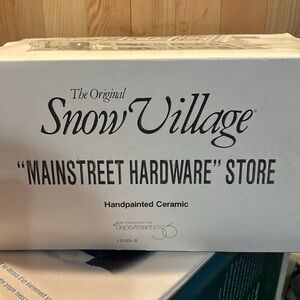 The Original
Snow Village®
"MAINSTREET HARDWARE" STORE
Handpainted Ceramic
Department 56